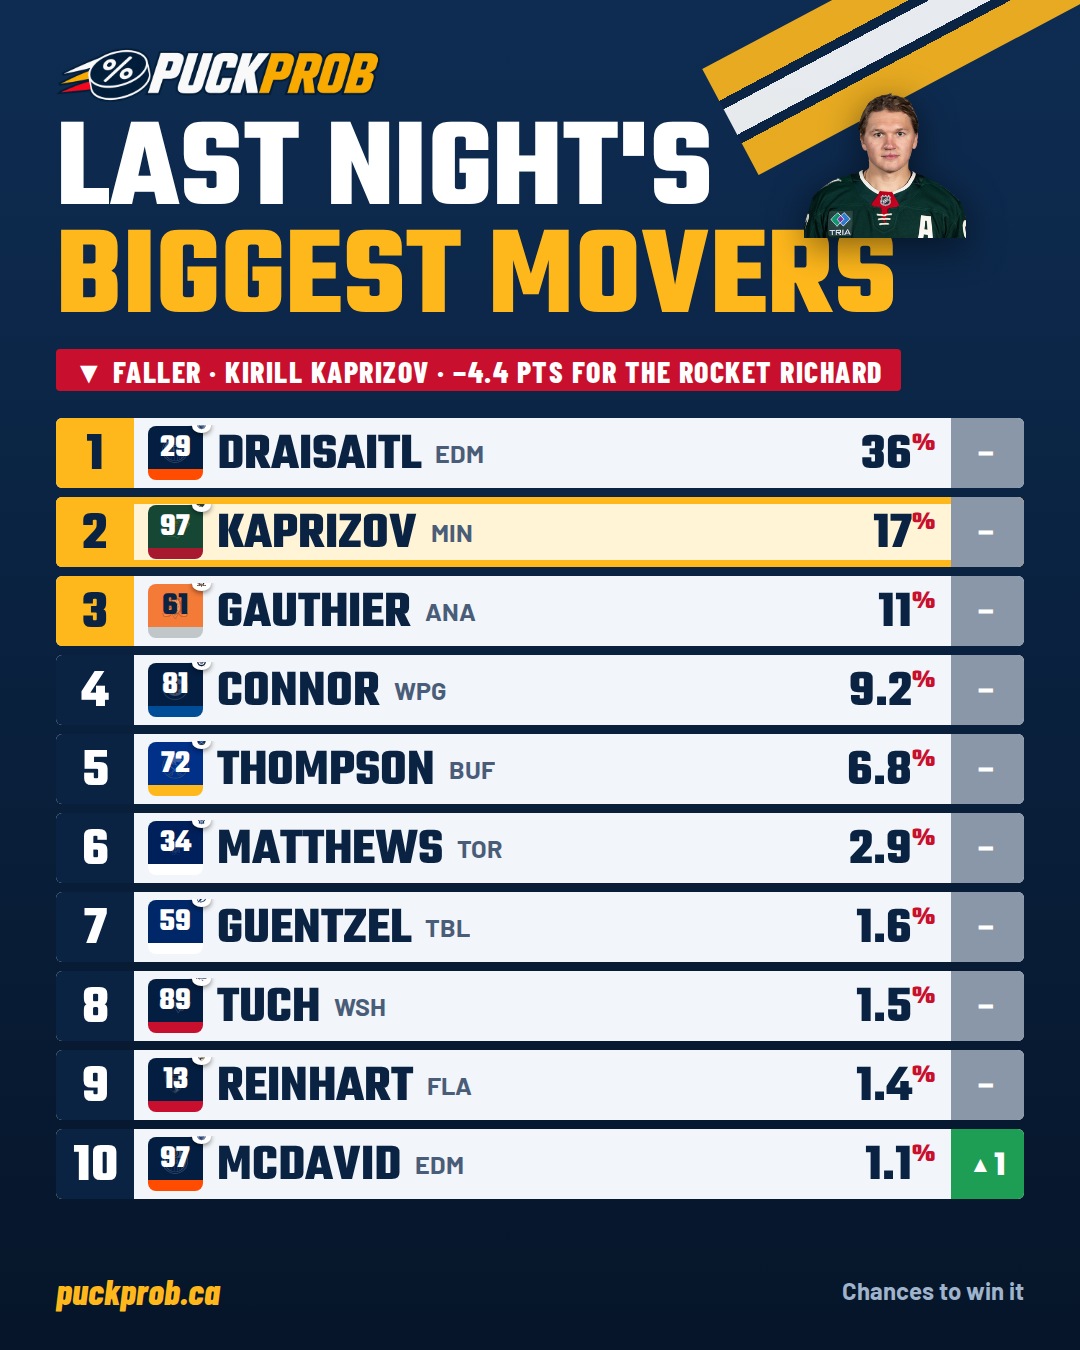 % PUCKPROB
LAST NIGHT'S
BIGGEST MOVERS
TRIA A
▼ FALLER · KIRILL KAPRIZOV · −4.4 PTS FOR THE ROCKET RICHARD
1 29 DRAISAITL EDM 36% –
2 97 KAPRIZOV MIN 17% –
3 61 GAUTHIER ANA 11% –
4 81 CONNOR WPG 9.2% –
5 72 THOMPSON BUF 6.8% –
6 34 MATTHEWS TOR 2.9% –
7 59 GUENTZEL TBL 1.6% –
8 89 TUCH WSH 1.5% –
9 13 REINHART FLA 1.4% –
10 97 MCDAVID EDM 1.1% ▲1
puckprob.ca
Chances to win it